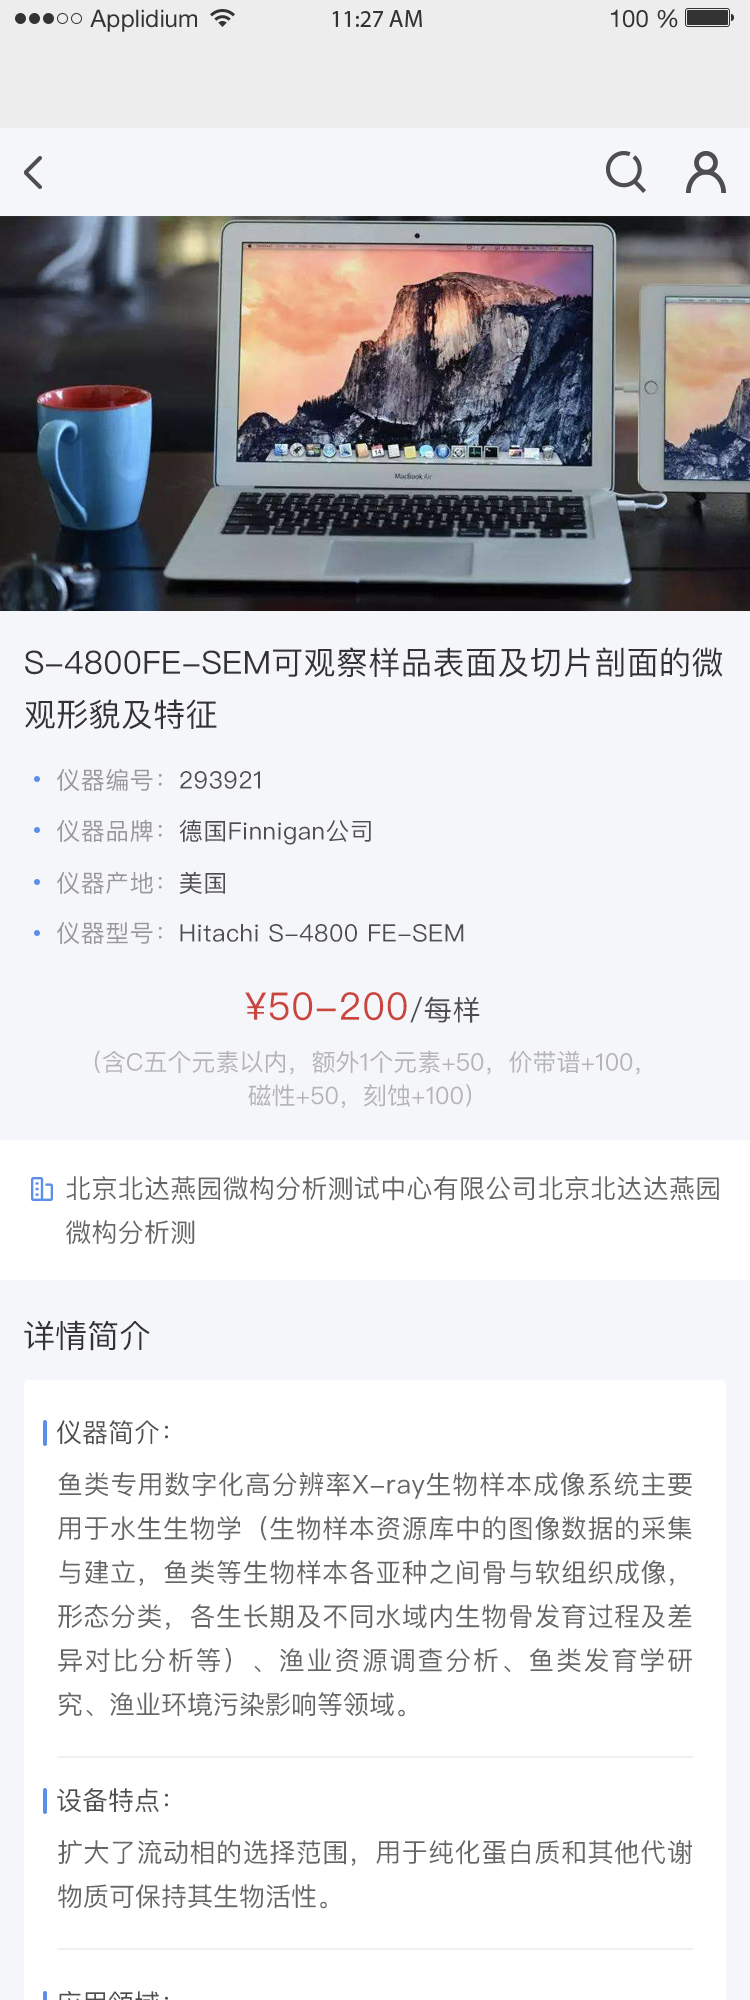 Applidium 11:27 AM 100 %
MacBook Air
S-4800FE-SEM可观察样品表面及切片剖面的微
观形貌及特征
仪器编号：293921
仪器品牌：德国Finnigan公司
仪器产地：美国
仪器型号：Hitachi S-4800 FE-SEM
¥50-200/每样
（含C五个元素以内，额外1个元素+50，价带谱+100，
磁性+50，刻蚀+100）
北京北达燕园微构分析测试中心有限公司北京北达达燕园
微构分析测
详情简介
仪器简介：
鱼类专用数字化高分辨率X-ray生物样本成像系统主要
用于水生生物学（生物样本资源库中的图像数据的采集
与建立，鱼类等生物样本各亚种之间骨与软组织成像，
形态分类，各生长期及不同水域内生物骨发育过程及差
异对比分析等）、渔业资源调查分析、鱼类发育学研
究、渔业环境污染影响等领域。
设备特点：
扩大了流动相的选择范围，用于纯化蛋白质和其他代谢
物质可保持其生物活性。
应用领域：